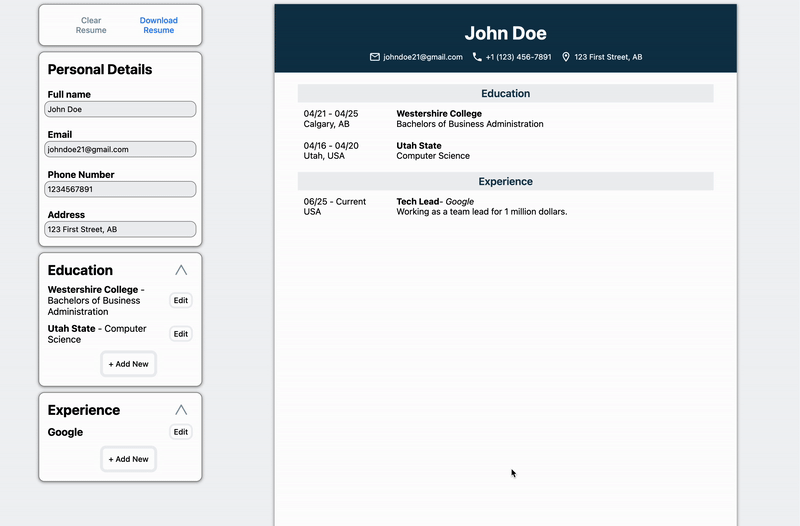 Clear
Resume
Download
Resume
Personal Details
Full name
John Doe
Email
johndoe21@gmail.com
Phone Number
1234567891
Address
123 First Street, AB
Education
Westershire College -
Bachelors of Business
Administration
Edit
Utah State - Computer
Science
Edit
+ Add New
Experience
Google
Edit
+ Add New
John Doe
johndoe21@gmail.com +1 (123) 456-7891 123 First Street, AB
Education
04/21 - 04/25 Westershire College
Calgary, AB Bachelors of Business Administration
04/16 - 04/20 Utah State
Utah, USA Computer Science
Experience
06/25 - Current Tech Lead- Google
USA Working as a team lead for 1 million dollars.